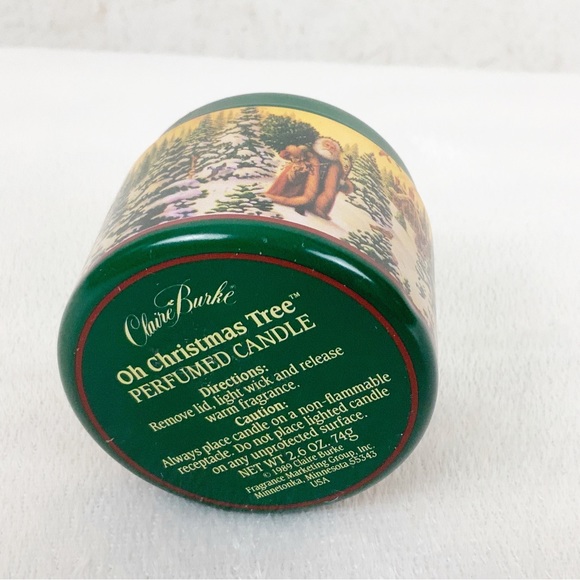 Claire Burke®
Oh Christmas Tree™
PERFUMED CANDLE
Directions:
Remove lid, light wick and release
warm fragrance.
Caution:
Always place candle on a non-flammable
receptacle. Do not place lighted candle
on any unprotected surface.
NET WT 2.6 OZ. 74g
© 1989 Claire Burke
Fragrance Marketing Group, Inc.
Minnetonka, Minnesota 55343
USA